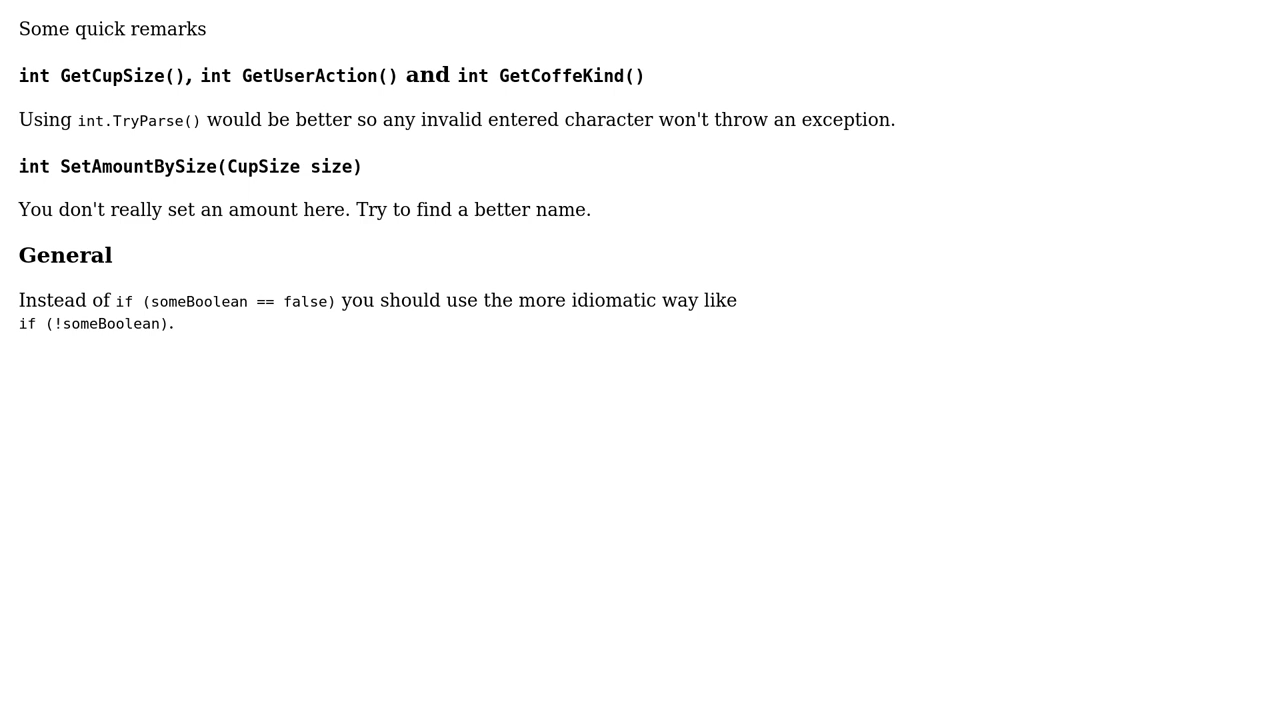 Some quick remarks
int GetCupSize(), int GetUserAction() and int GetCoffeKind()
Using int.TryParse() would be better so any invalid entered character won't throw an exception.
int SetAmountBySize(CupSize size)
You don't really set an amount here. Try to find a better name.
General
Instead of if (someBoolean == false) you should use the more idiomatic way like
if (!someBoolean).